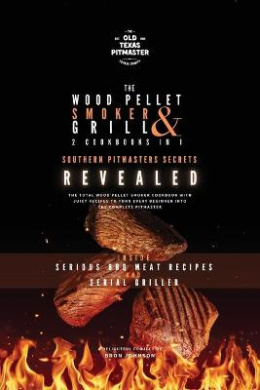 THE
OLD
TEXAS
PITMASTER
THE
WOOD PELLET
SMOKER &
GRILL
2 COOKBOOKS IN 1
SOUTHERN PITMASTERS SECRETS
REVEALED
THE TOTAL WOOD PELLET SMOKER COOKBOOK WITH
JUICY RECIPES TO TURN EVERY BEGINNER INTO
THE COMPLETE PITMASTER
INSIDE
SERIOUS BBQ MEAT RECIPES
AND
SERIAL GRILLER
BRON JOHNSON